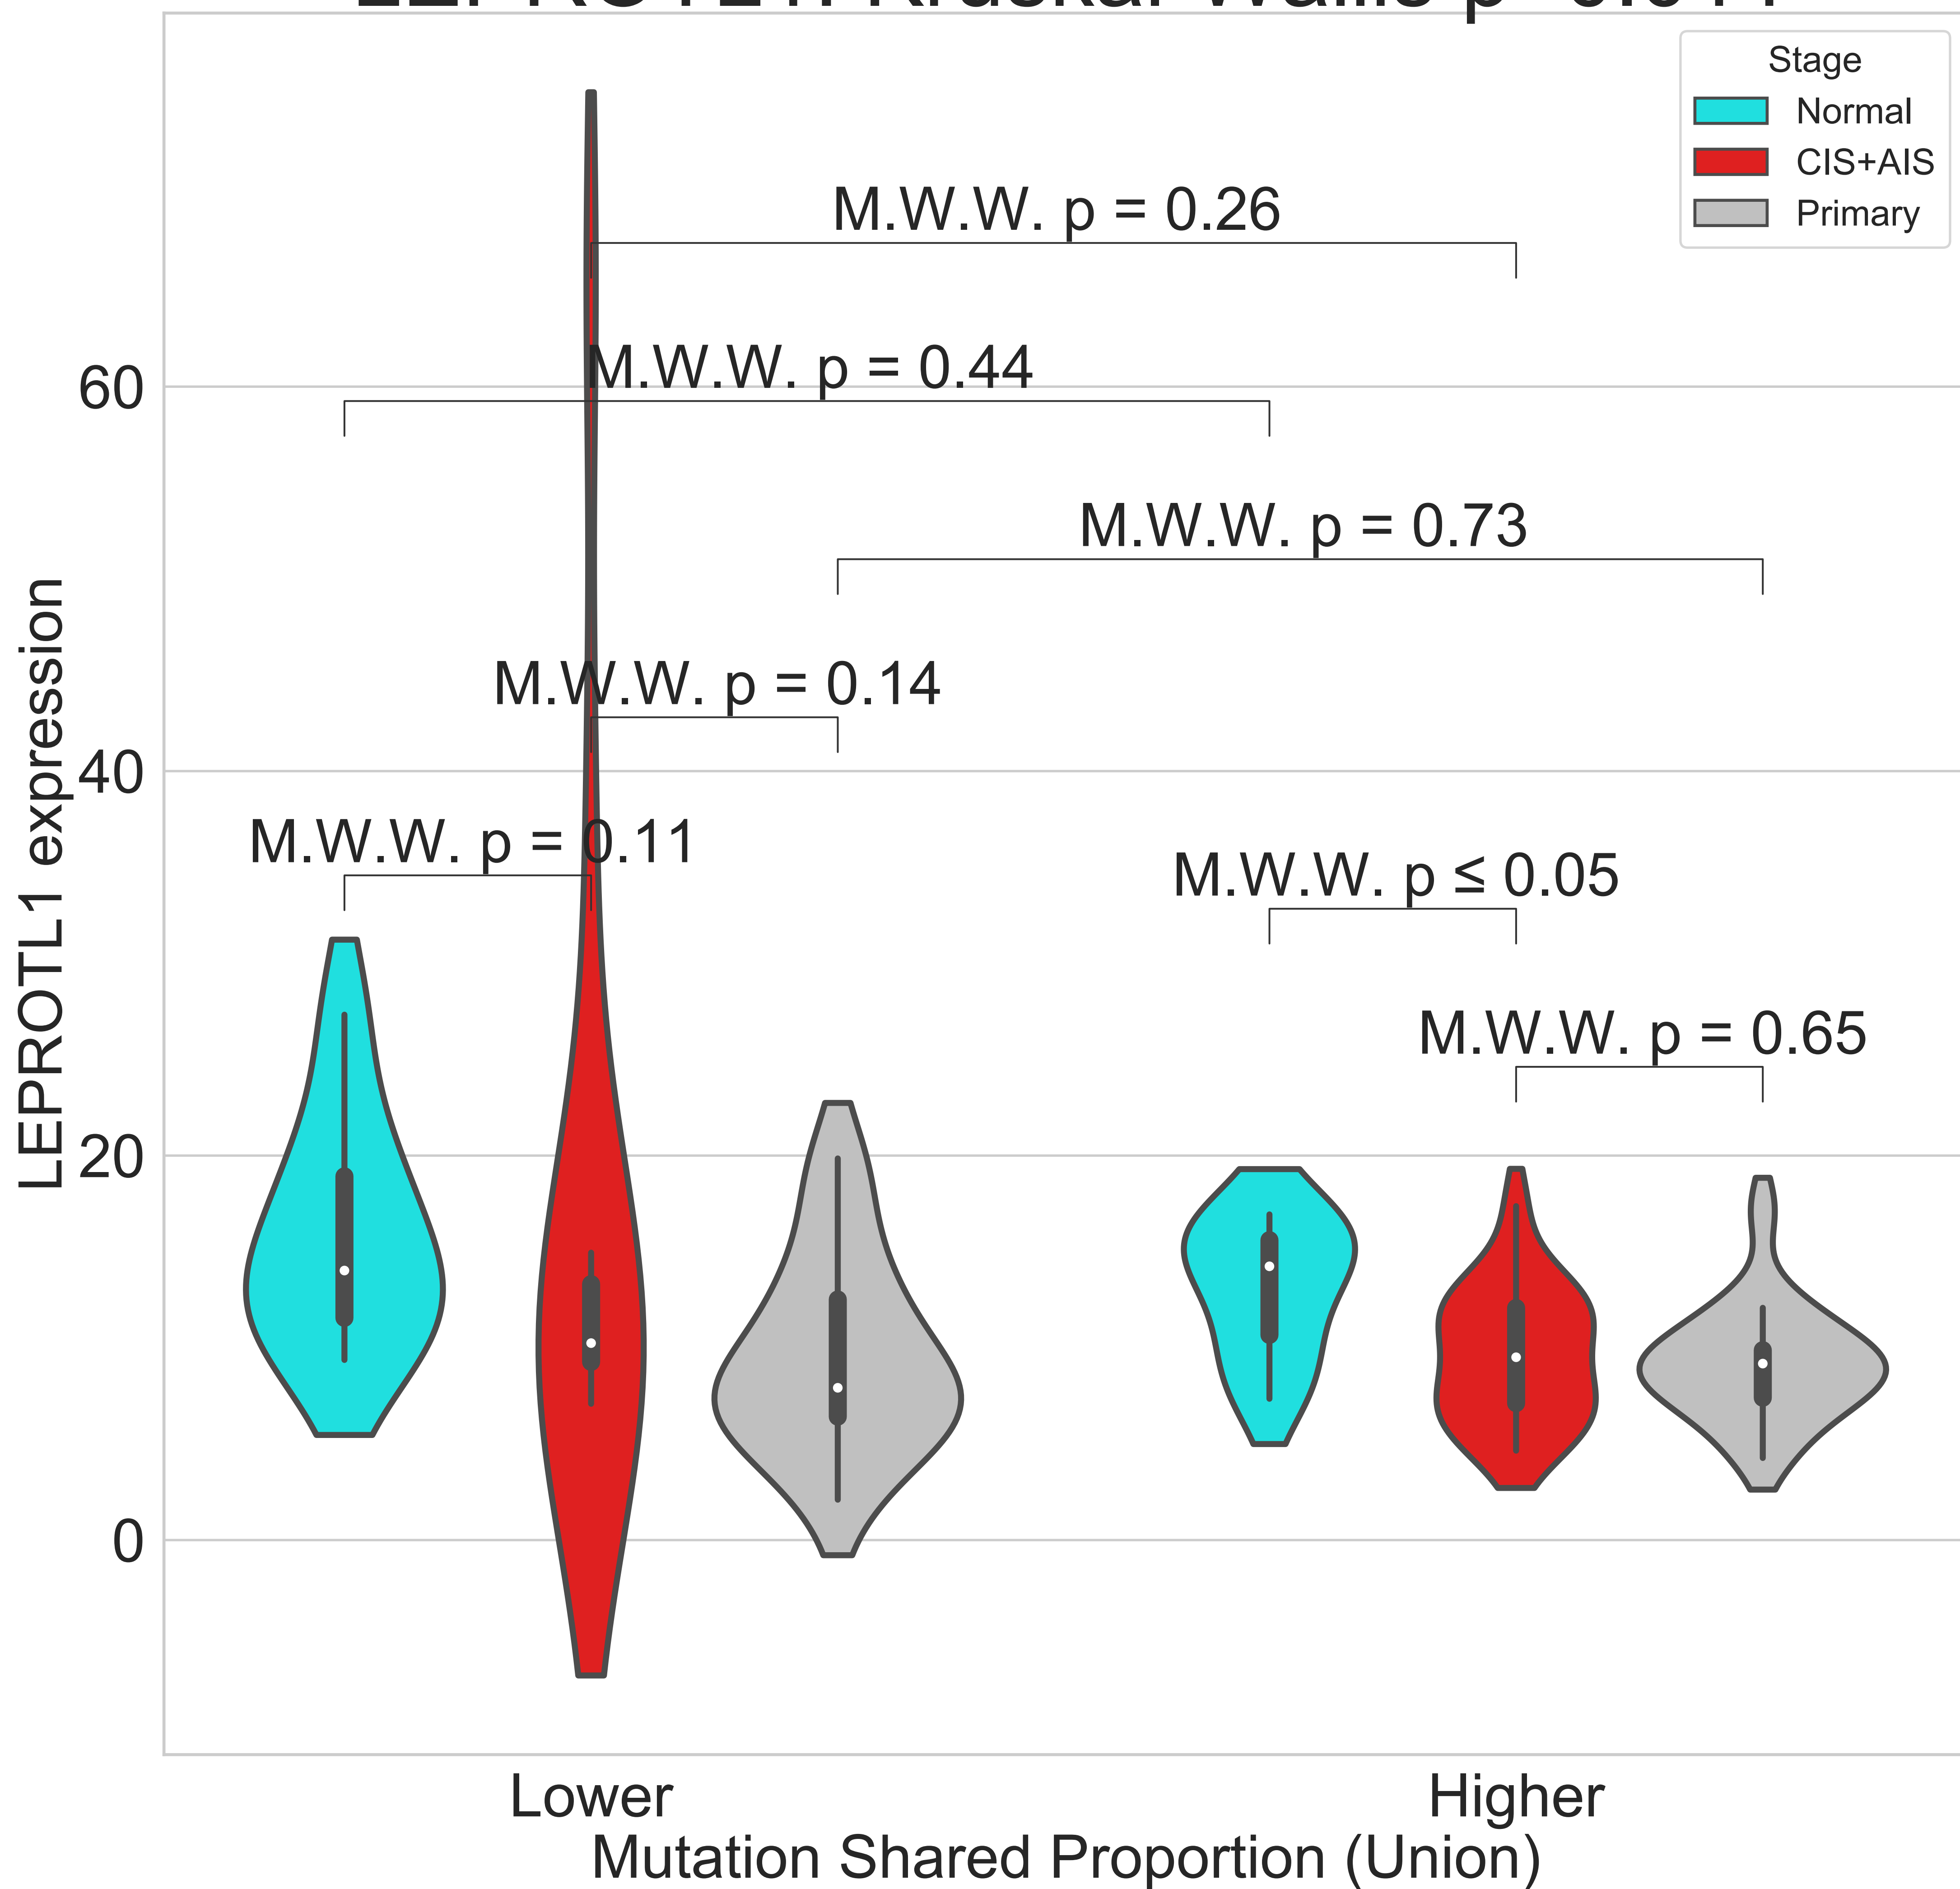 Stage
Normal
CIS+AIS
Primary
M.W.W. p = 0.26
M.W.W. p = 0.44
M.W.W. p = 0.73
M.W.W. p = 0.14
M.W.W. p = 0.11
M.W.W. p ≤ 0.05
M.W.W. p = 0.65
60
40
20
0
LEPROTL1 expression
Lower
Higher
Mutation Shared Proportion (Union)